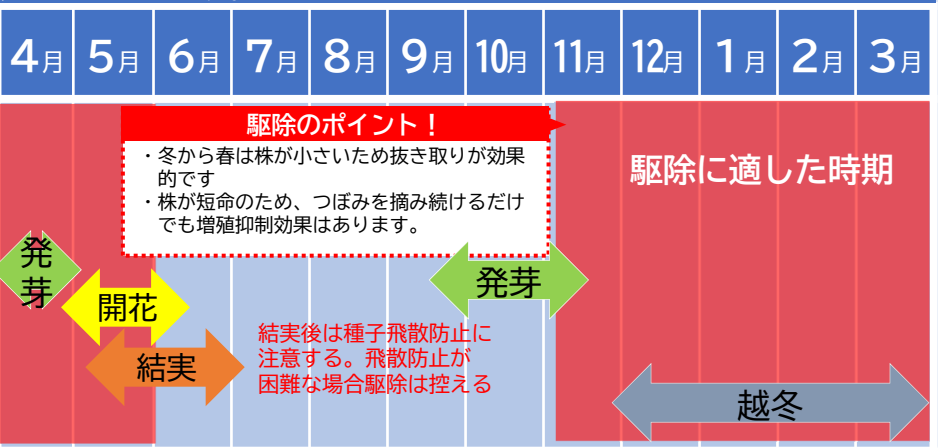 4月 5月 6月 7月 8月 9月 10月 11月 12月 1月 2月 3月
駆除のポイント！
・冬から春は株が小さいため抜き取りが効果
的です
・株が短命のため、つぼみを摘み続けるだけ
でも増殖抑制効果はあります。
駆除に適した時期
発
芽
開花
結実
発芽
結実後は種子飛散防止に
注意する。飛散防止が
困難な場合駆除は控える
越冬